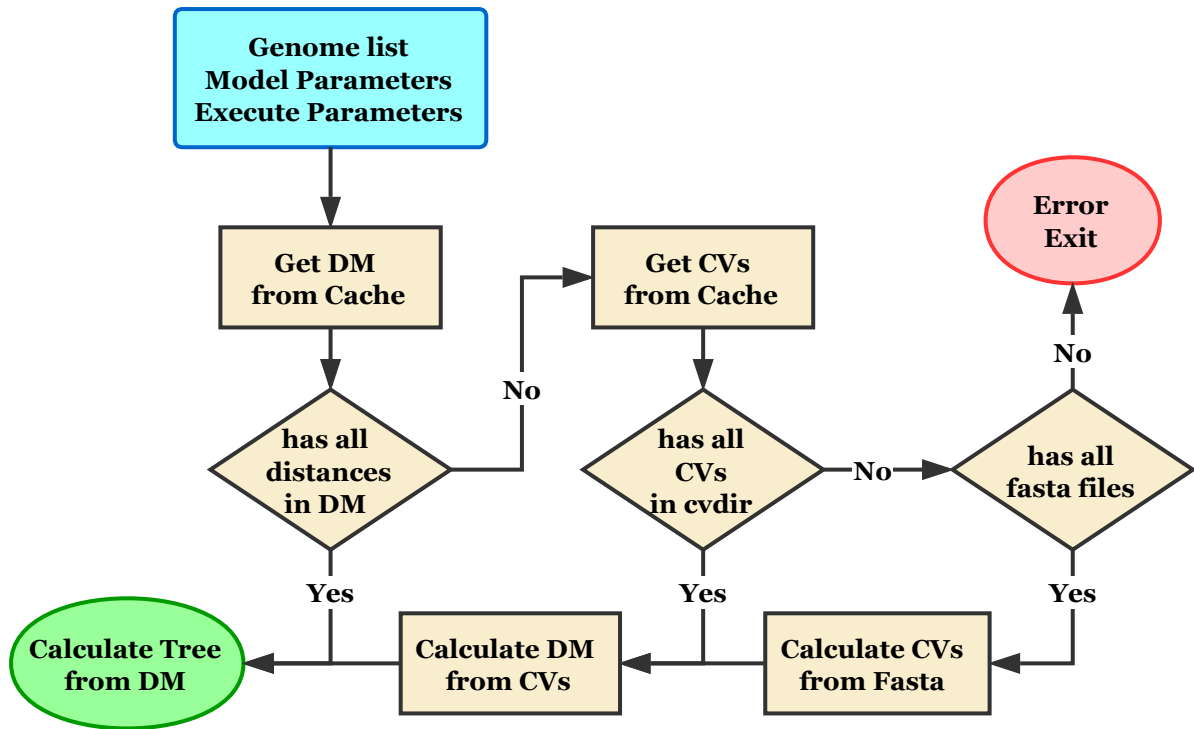 Genome list
Model Parameters
Execute Parameters
Get DM
from Cache
Get CVs
from Cache
Error
Exit
No
No
has all
distances
in DM
has all
CVs
in cvdir
No
has all
fasta files
Yes
Yes
Yes
Calculate Tree
from DM
Calculate DM
from CVs
Calculate CVs
from Fasta